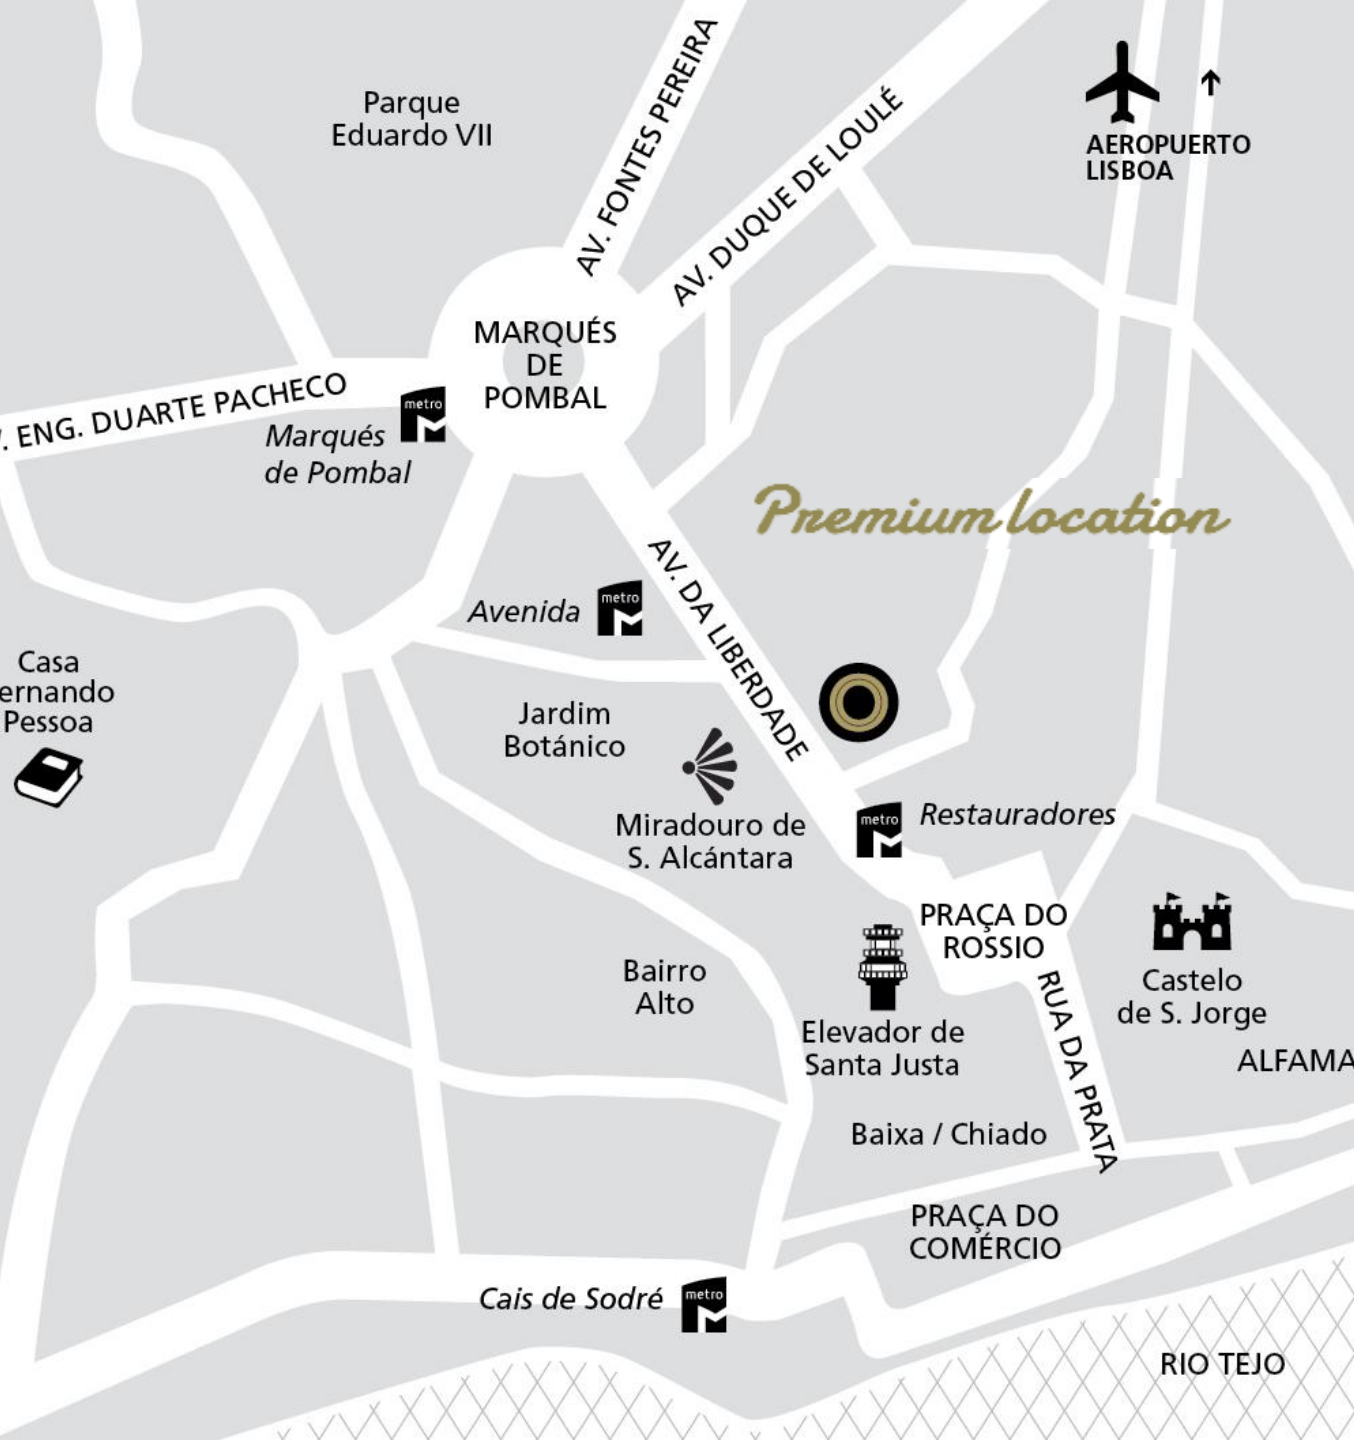 AV. FONTES PEREIRA
Parque
Eduardo VII
AV. DUQUE DE LOULÉ
AEROPUERTO
LISBOA
MARQUÉS
DE
POMBAL
. ENG. DUARTE PACHECO
metro
Marqués
de Pombal
Premium location
AV. DA LIBERDADE
Avenida
metro
Casa
ernando
Pessoa
Jardim
Botánico
Miradouro de
S. Alcántara
metro
Restauradores
PRAÇA DO
ROSSIO
Bairro
Alto
RUA DA PRATA
Castelo
de S. Jorge
Elevador de
Santa Justa
ALFAMA
Baixa / Chiado
PRAÇA DO
COMÉRCIO
Cais de Sodré
metro
RIO TEJO